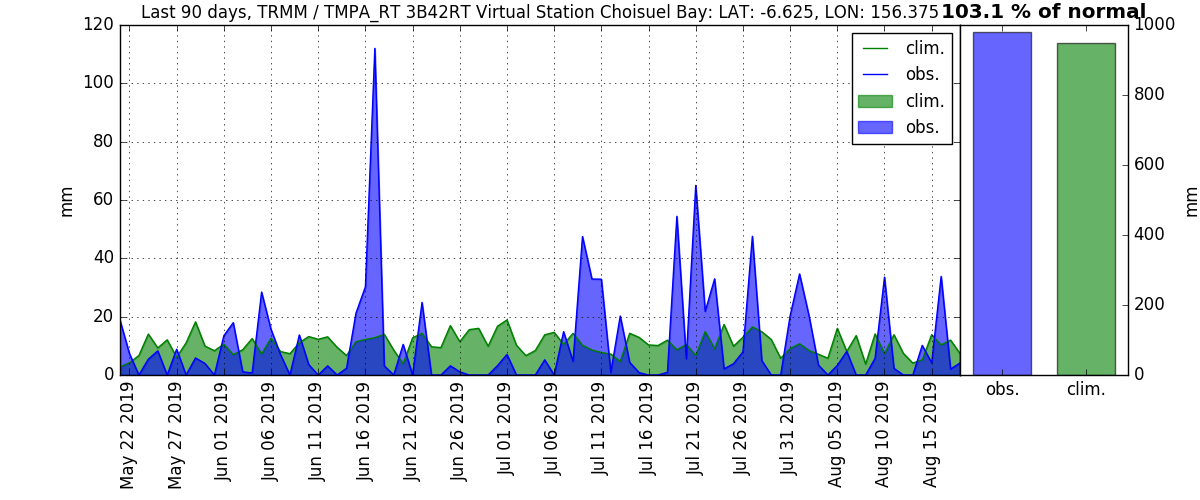 Last 90 days, TRMM / TMPA_RT 3B42RT Virtual Station Choisuel Bay: LAT: -6.625, LON: 156.375
103.1 % of normal
120
100
80
60
40
20
0
mm
clim.
obs.
clim.
obs.
May 22 2019
May 27 2019
Jun 01 2019
Jun 06 2019
Jun 11 2019
Jun 16 2019
Jun 21 2019
Jun 26 2019
Jul 01 2019
Jul 06 2019
Jul 11 2019
Jul 16 2019
Jul 21 2019
Jul 26 2019
Jul 31 2019
Aug 05 2019
Aug 10 2019
Aug 15 2019
1000
800
600
400
200
0
mm
obs.
clim.